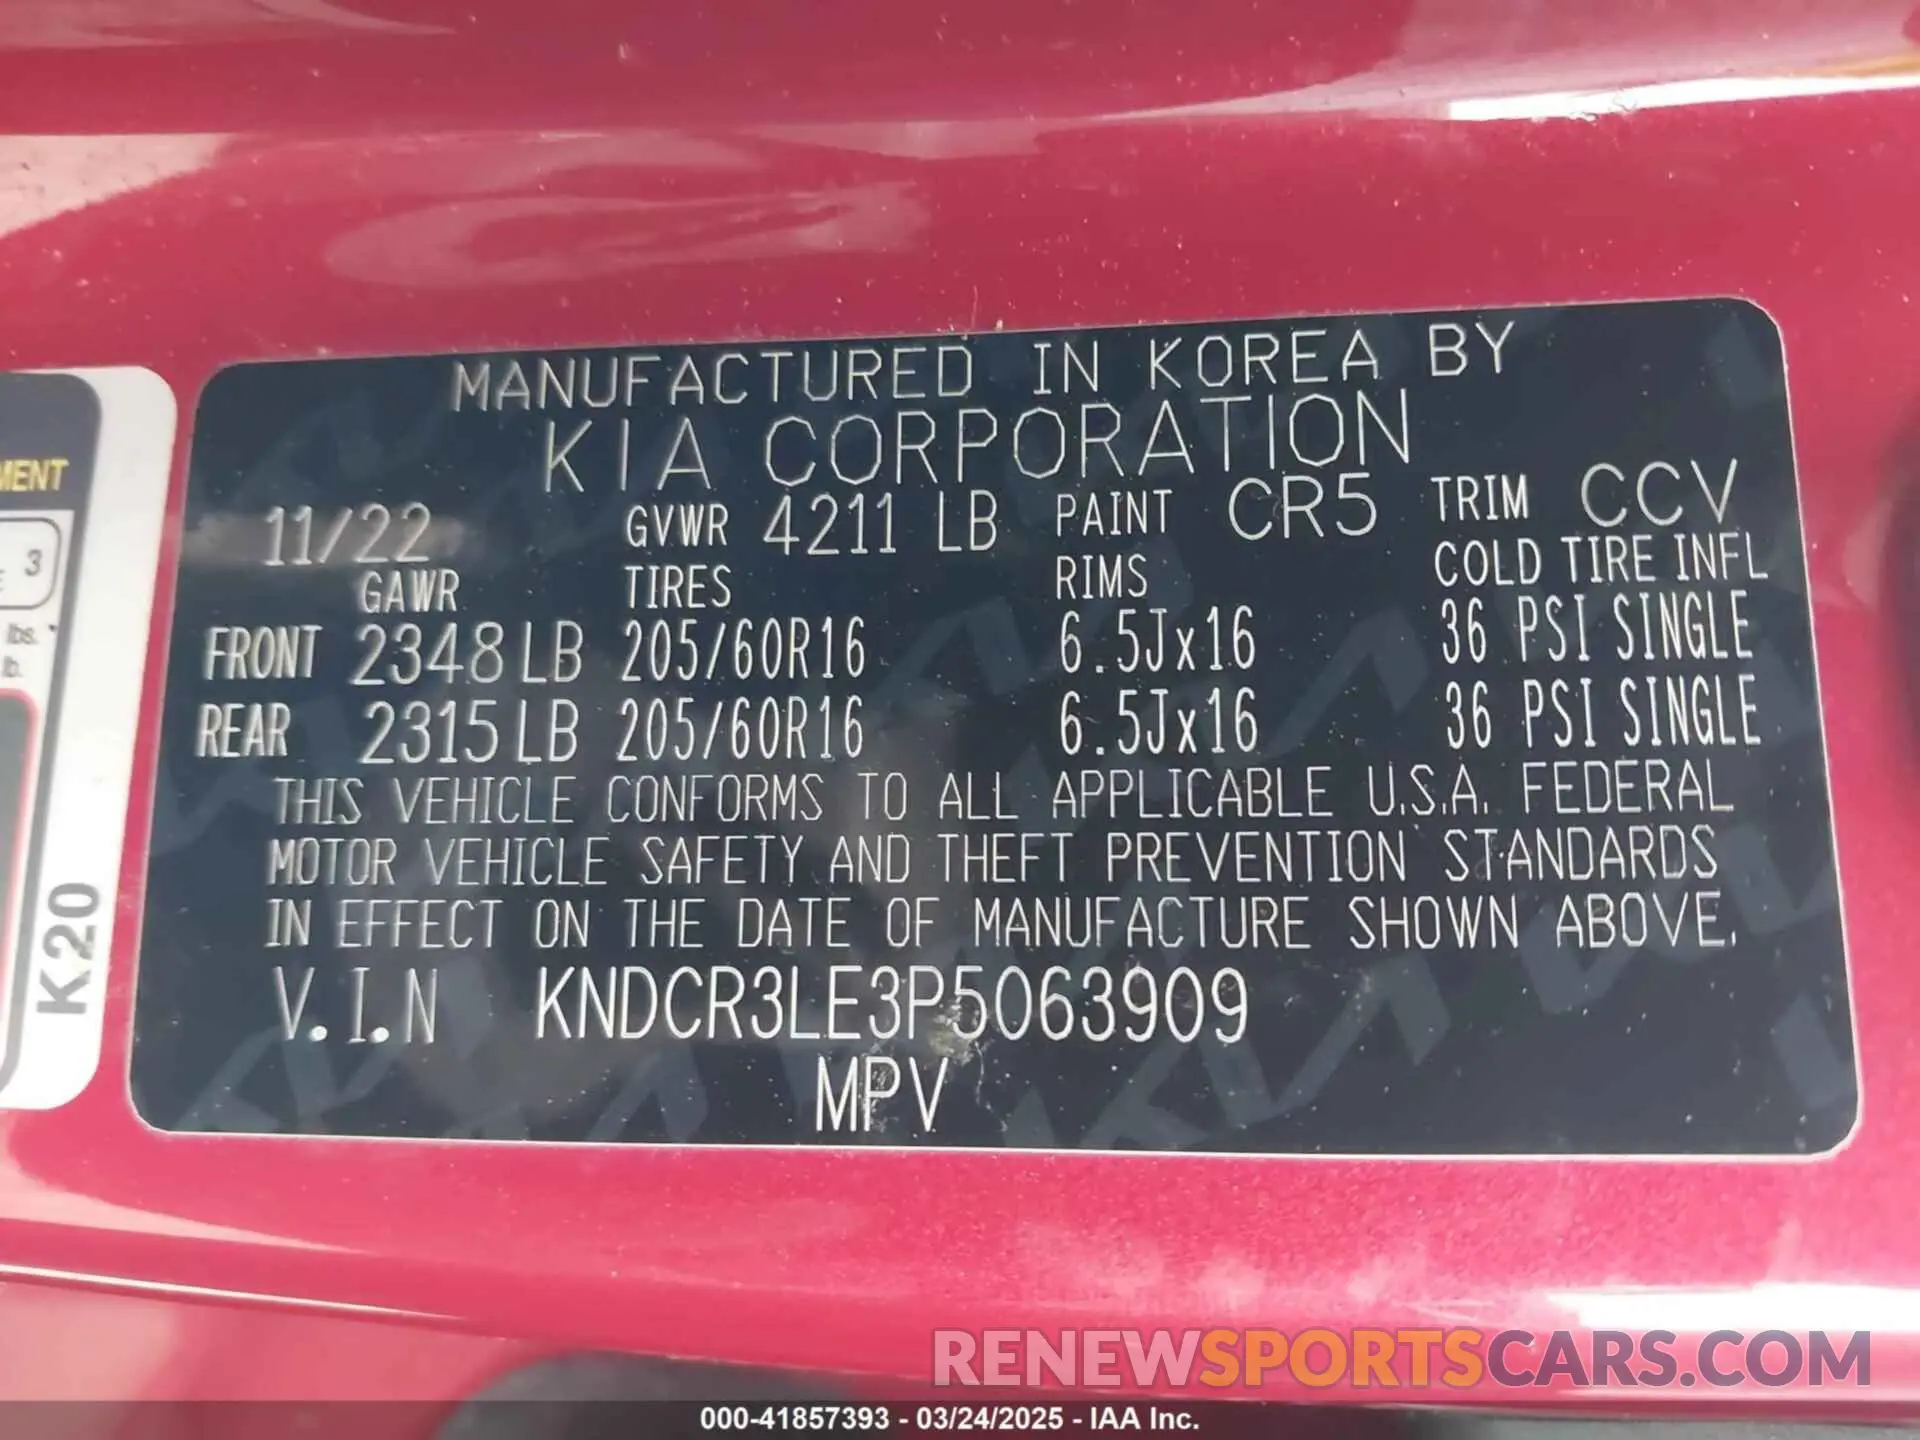 MANUFACTURED IN KOREA BY
KIA CORPORATION
11/22 GVWR 4211 LB PAINT CR5 TRIM CCV
GAWR TIRES RIMS COLD TIRE INFL
FRONT 2348 LB 205/60R16 6.5Jx16 36 PSI SINGLE
REAR 2315 LB 205/60R16 6.5Jx16 36 PSI SINGLE
THIS VEHICLE CONFORMS TO ALL APPLICABLE U.S.A. FEDERAL
MOTOR VEHICLE SAFETY AND THEFT PREVENTION STANDARDS
IN EFFECT ON THE DATE OF MANUFACTURE SHOWN ABOVE.
V.I.N KNDCR3LE3P5063909
MPV
3
lbs.
lb.
K20
RENEWSPORTSCARS.COM
000-41857393 - 03/24/2025 - IAA Inc.